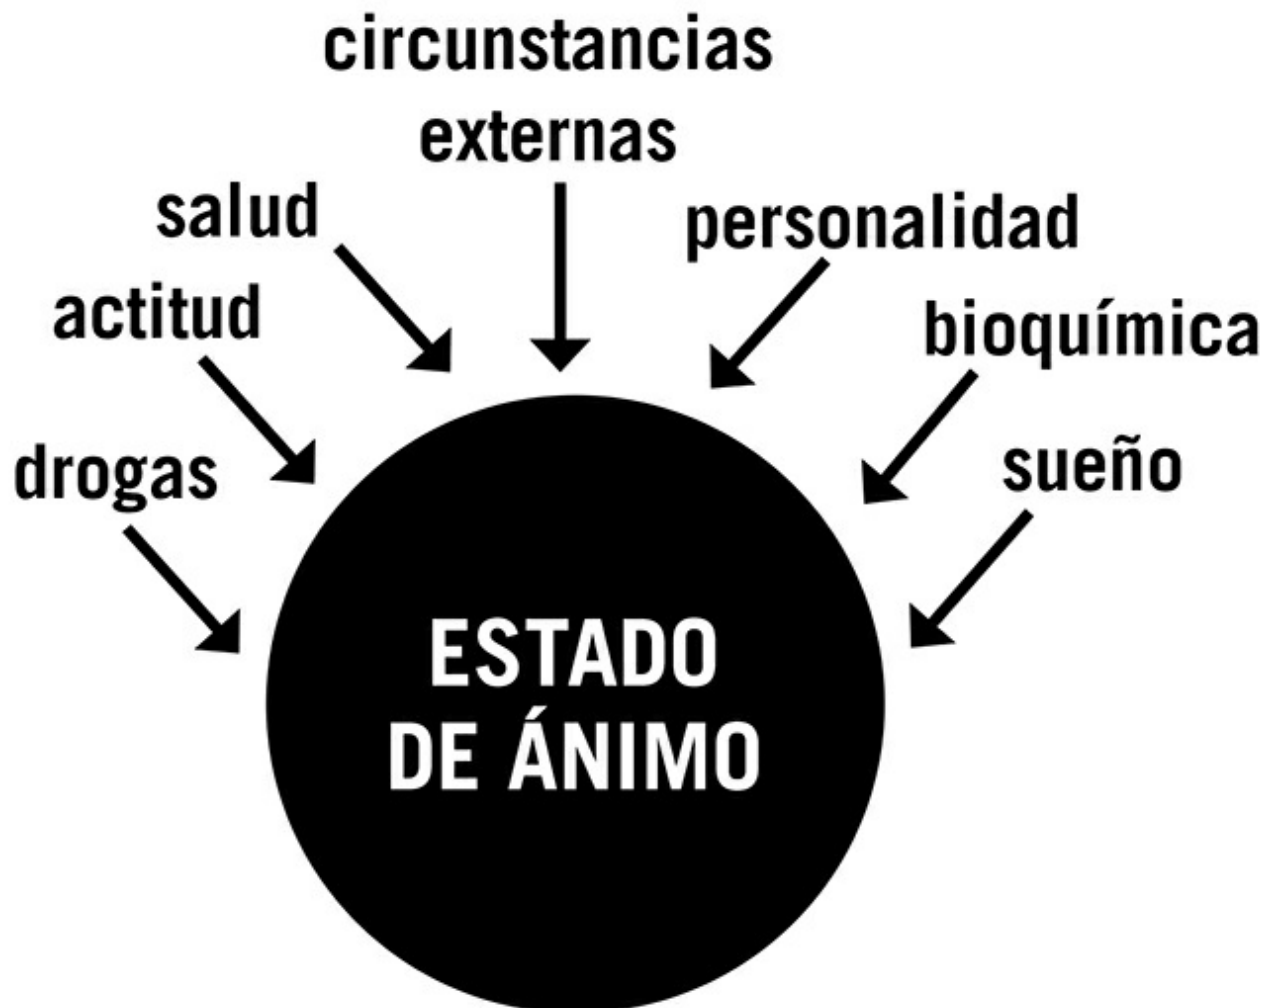 circunstancias
externas
salud
personalidad
actitud
bioquímica
drogas
sueño
ESTADO
DE ÁNIMO